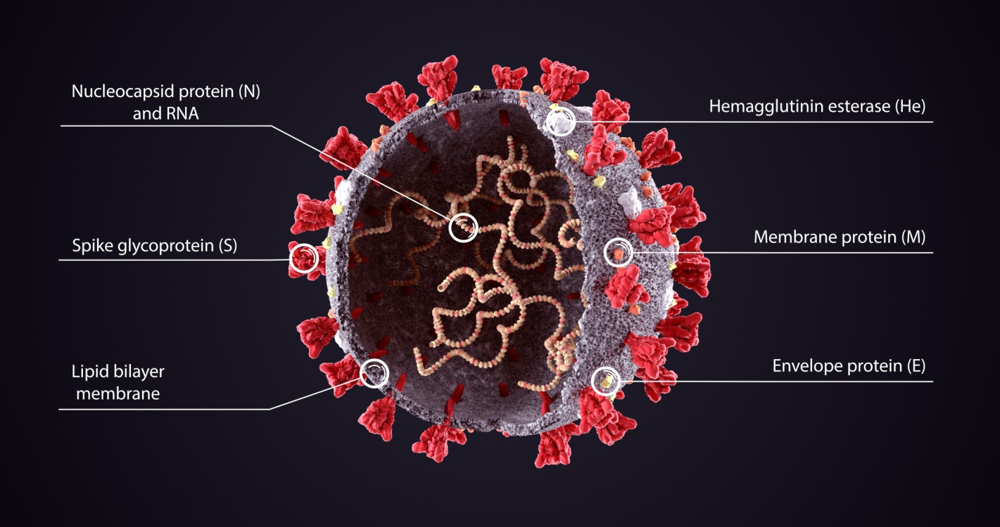 Nucleocapsid protein (N)
and RNA
Spike glycoprotein (S)
Lipid bilayer
membrane
Hemagglutinin esterase (He)
Membrane protein (M)
Envelope protein (E)